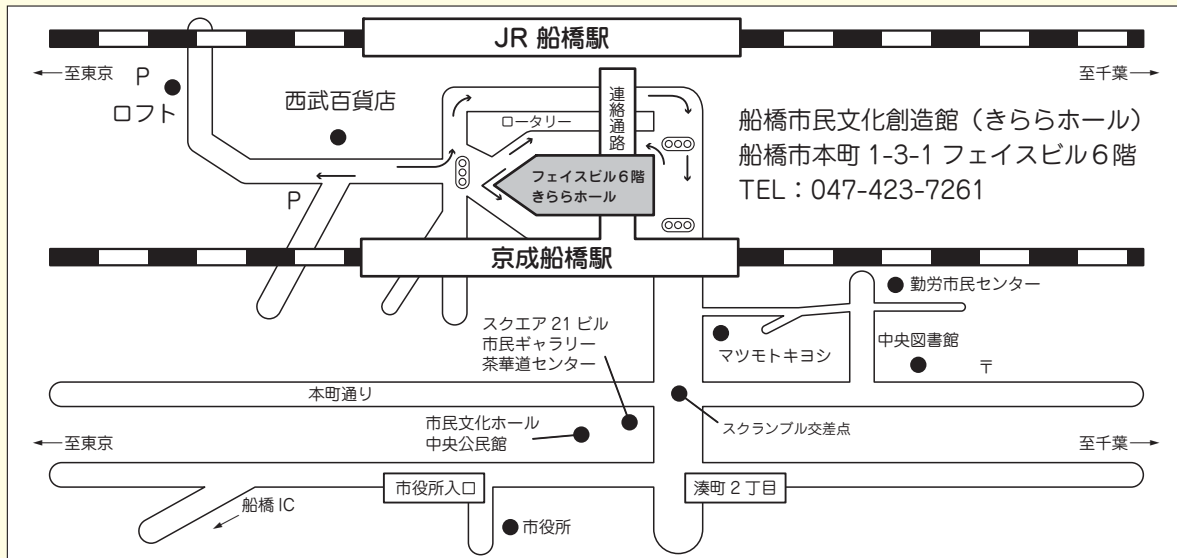 JR 船橋駅
←至東京
至千葉→
P
ロフト
西武百貨店
ロータリー
連絡通路
船橋市民文化創造館（きららホール）
船橋市本町 1-3-1 フェイスビル６階
TEL：047-423-7261
フェイスビル６階
きららホール
P
京成船橋駅
勤労市民センター
スクエア 21 ビル
市民ギャラリー
茶華道センター
マツモトキヨシ
中央図書館
〒
本町通り
市民文化ホール
中央公民館
スクランブル交差点
←至東京
至千葉→
市役所入口
湊町 2 丁目
船橋 IC
市役所